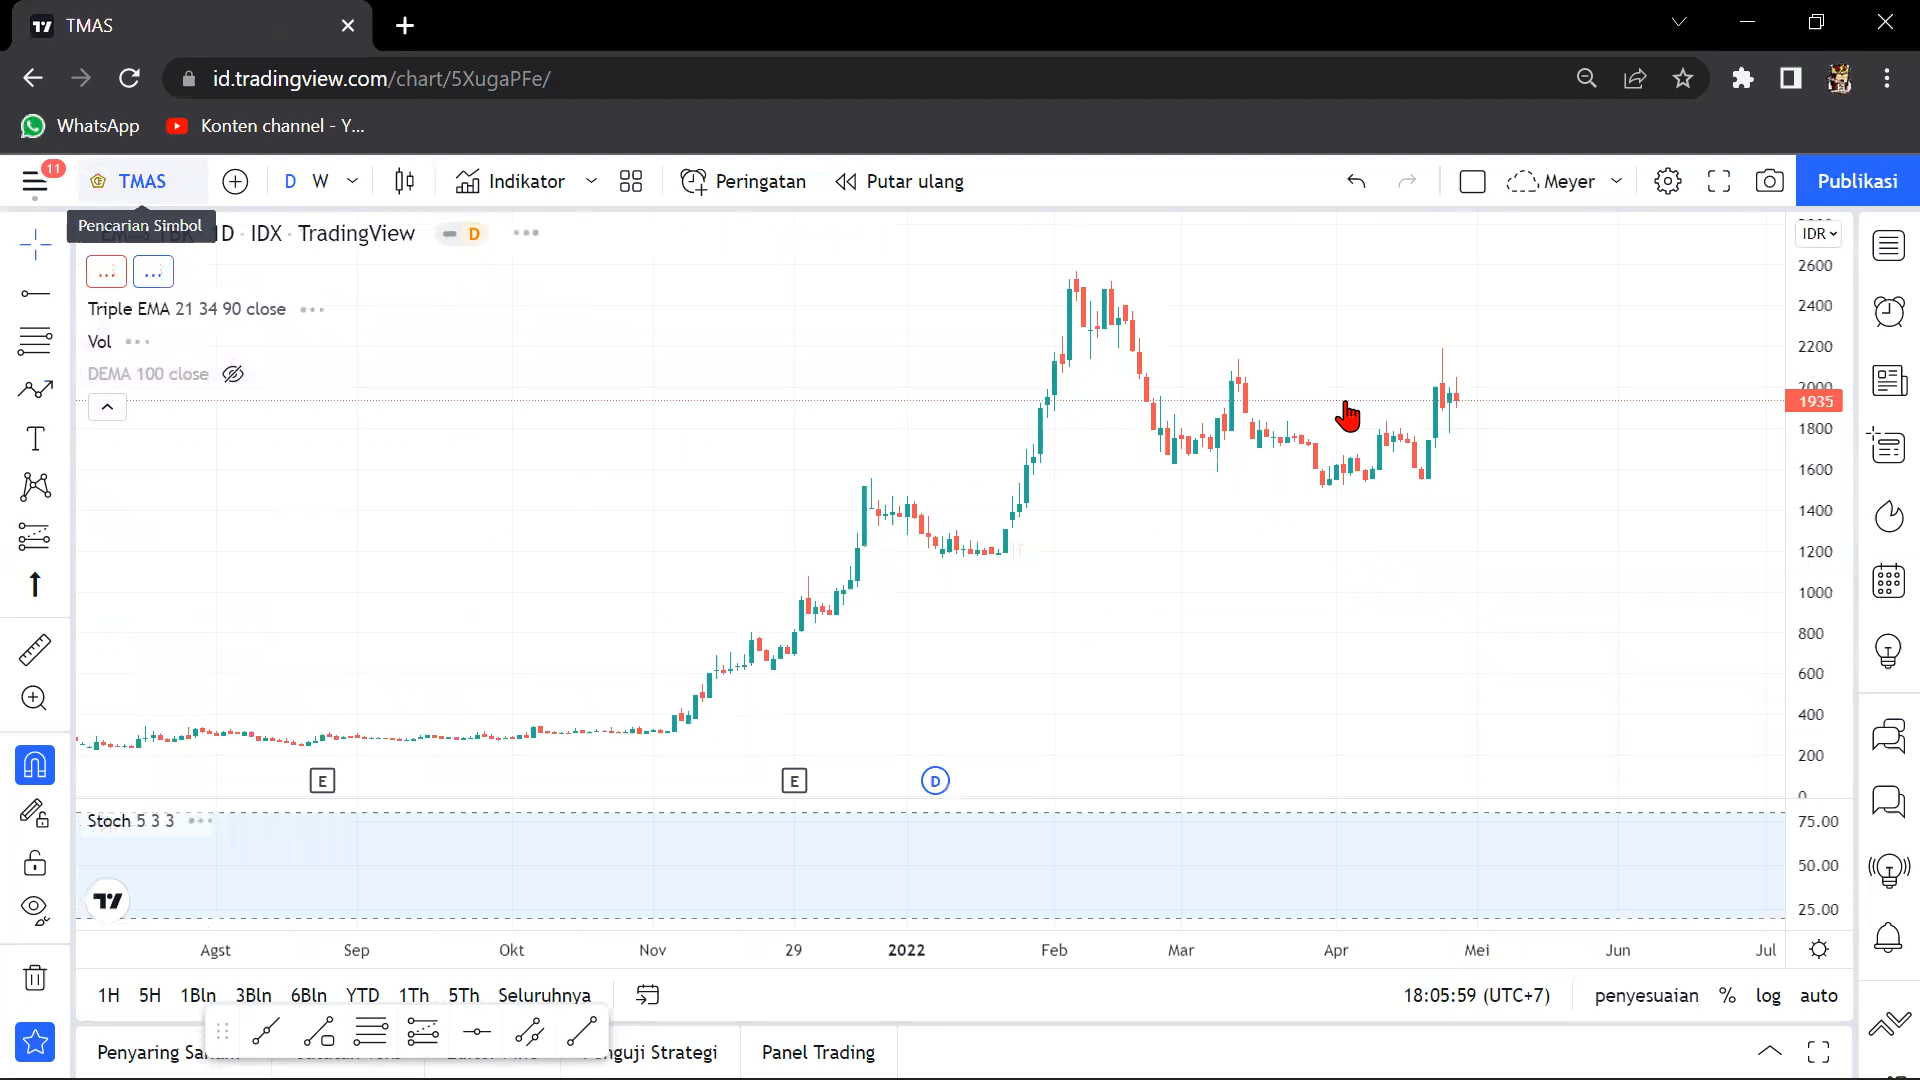 TMAS
id.tradingview.com/chart/5XugaPFe/
WhatsApp
Konten channel - Y...
11
TMAS
D
W
Indikator
Peringatan
Putar ulang
Meyer
Publikasi
Pencarian Simbol
1D · IDX · TradingView
D
IDR
Triple EMA 21 34 90 close
Vol
DEMA 100 close
2600
2400
2200
2000
1935
1800
1600
1400
1200
1000
800
600
400
200
0
E
E
D
Stoch 5 3 3
75.00
50.00
25.00
Agst
Sep
Okt
Nov
29
2022
Feb
Mar
Apr
Mei
Jun
Jul
1H
5H
1Bln
3Bln
6Bln
YTD
1Th
5Th
Seluruhnya
18:05:59 (UTC+7)
penyesuaian
%
log
auto
Penyaring
Strategi
Panel Trading